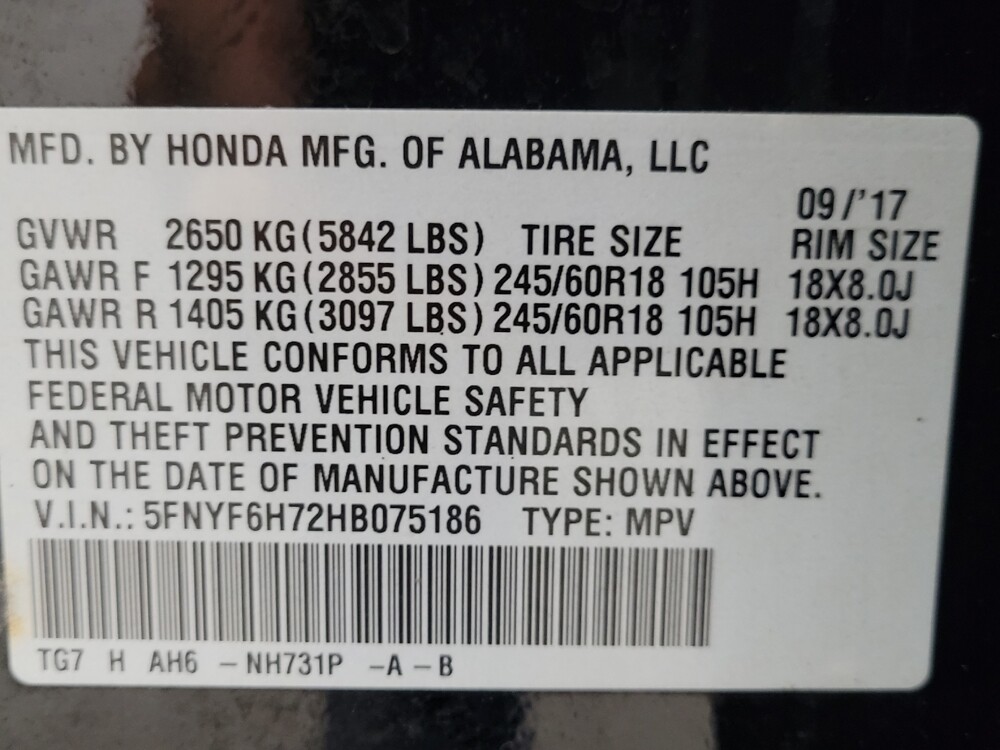 MFD. BY HONDA MFG. OF ALABAMA, LLC
09/'17
GVWR 2650 KG(5842 LBS) TIRE SIZE RIM SIZE
GAWR F 1295 KG(2855 LBS) 245/60R18 105H 18X8.0J
GAWR R 1405 KG(3097 LBS) 245/60R18 105H 18X8.0J
THIS VEHICLE CONFORMS TO ALL APPLICABLE
FEDERAL MOTOR VEHICLE SAFETY
AND THEFT PREVENTION STANDARDS IN EFFECT
ON THE DATE OF MANUFACTURE SHOWN ABOVE.
V.I.N.: 5FNYF6H72HB075186 TYPE: MPV
TG7 H AH6 - NH731P - A - B